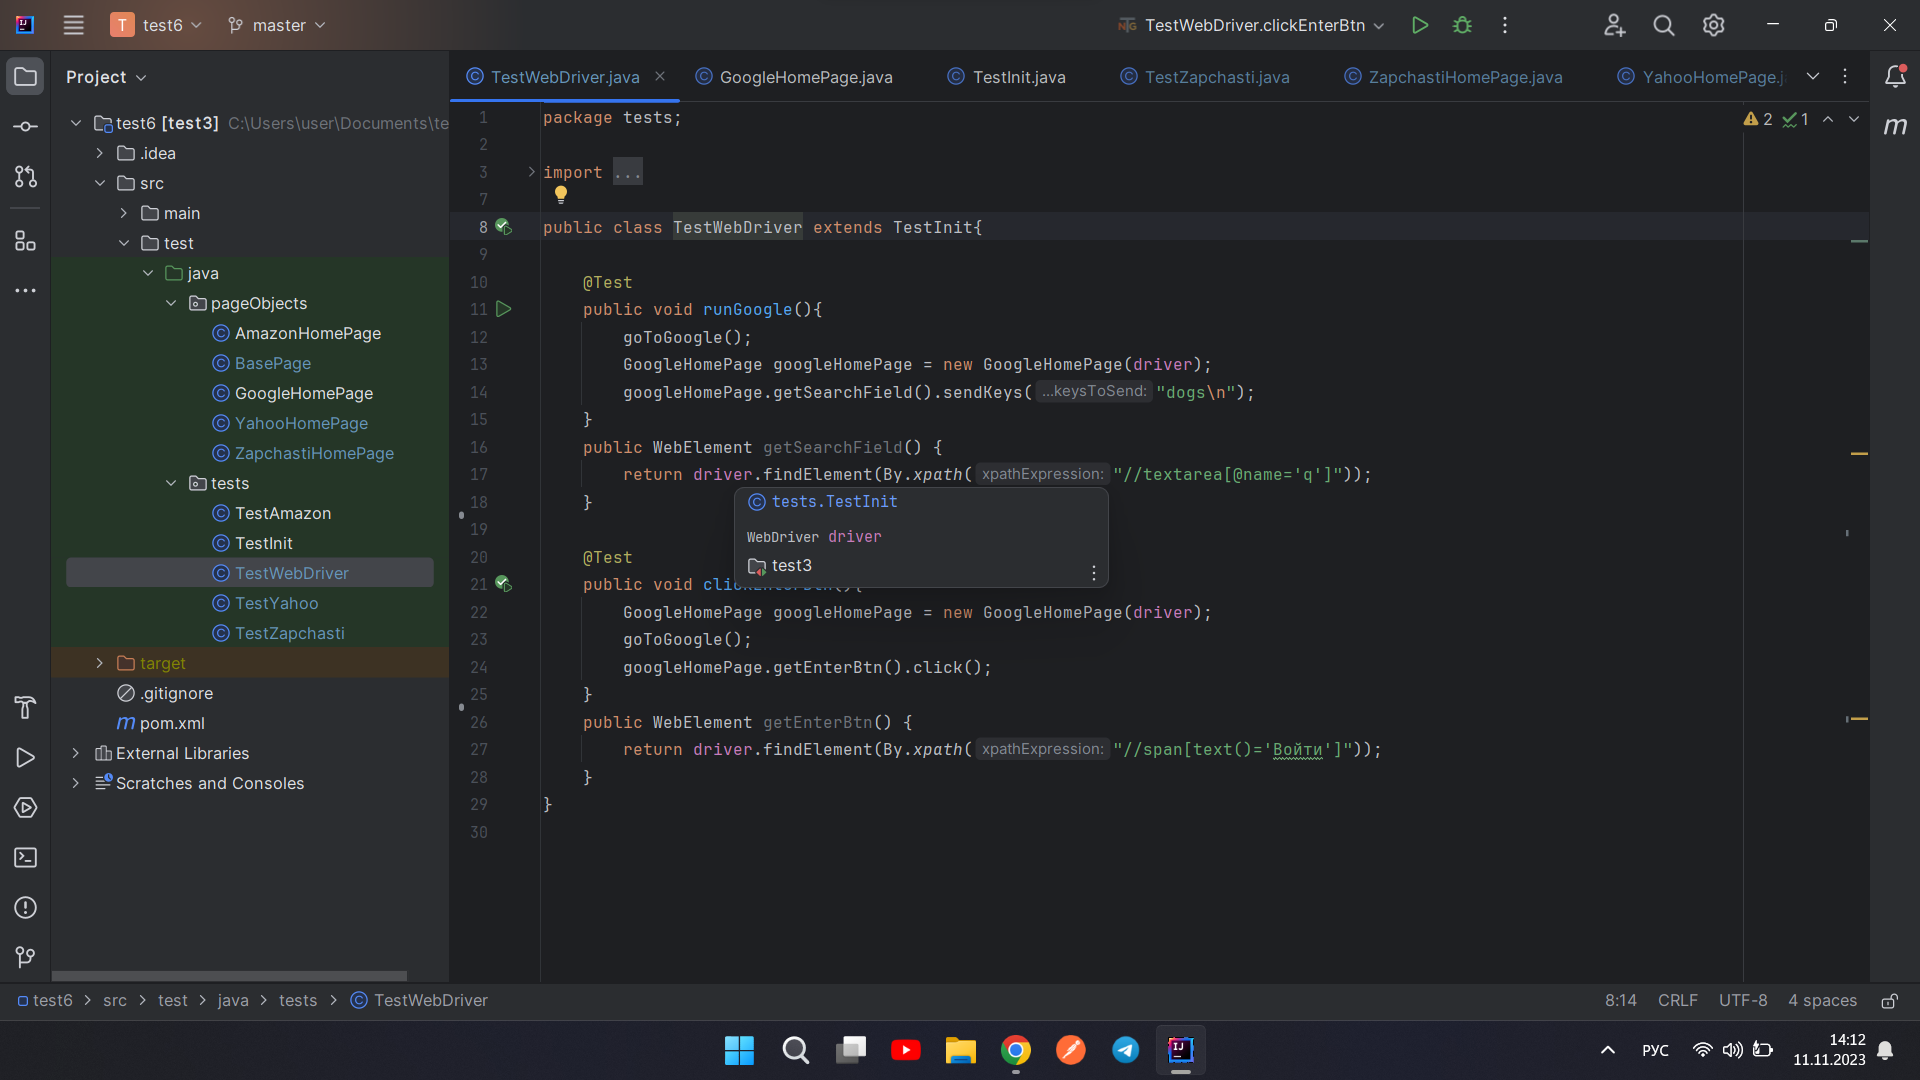 T test6 master TestWebDriver.clickEnterBtn
Project
TestWebDriver.java GoogleHomePage.java TestInit.java TestZapchasti.java ZapchastiHomePage.java YahooHomePage.j
test6 [test3] C:\Users\user\Documents\te
.idea
src
main
test
java
pageObjects
AmazonHomePage
BasePage
GoogleHomePage
YahooHomePage
ZapchastiHomePage
tests
TestAmazon
TestInit
TestWebDriver
TestYahoo
TestZapchasti
target
.gitignore
pom.xml
External Libraries
Scratches and Consoles
2 1
1 package tests;
2
3 import ...
7
8 public class TestWebDriver extends TestInit{
9
10 @Test
11 public void runGoogle(){
12 goToGoogle();
13 GoogleHomePage googleHomePage = new GoogleHomePage(driver);
14 googleHomePage.getSearchField().sendKeys( ...keysToSend: "dogs\n");
15 }
16 public WebElement getSearchField() {
17 return driver.findElement(By.xpath( xpathExpression: "//textarea[@name='q']"));
18 }
19
20 @Test
21 public void clickEnterBtn(){
22 GoogleHomePage googleHomePage = new GoogleHomePage(driver);
23 goToGoogle();
24 googleHomePage.getEnterBtn().click();
25 }
26 public WebElement getEnterBtn() {
27 return driver.findElement(By.xpath( xpathExpression: "//span[text()='Войти']"));
28 }
29 }
30
tests.TestInit
WebDriver driver
test3
test6 > src > test > java > tests > TestWebDriver
8:14 CRLF UTF-8 4 spaces
РУС
14:12
11.11.2023